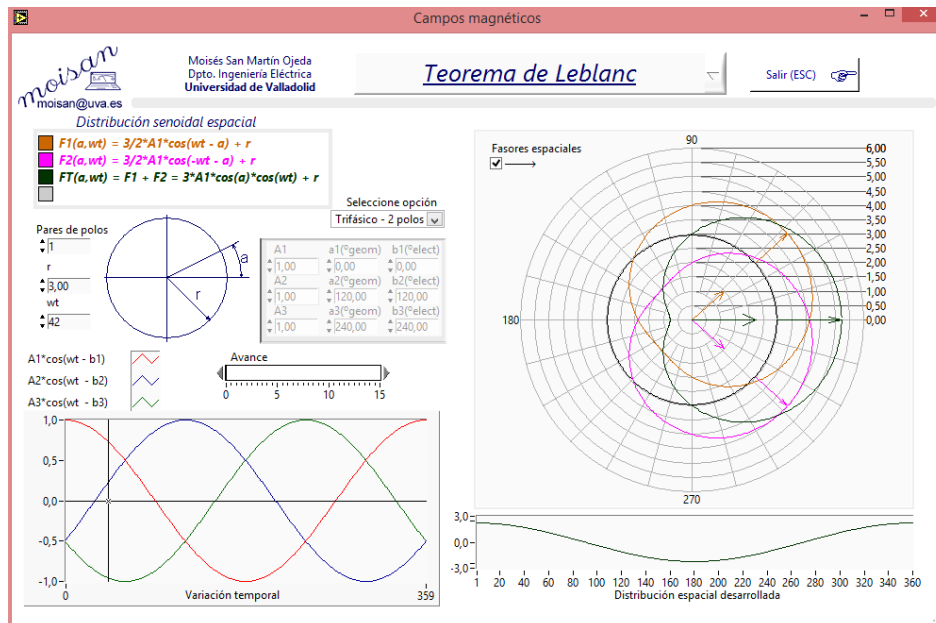 Campos magnéticos
moisan
moisan@uva.es
Moisés San Martín Ojeda
Dpto. Ingeniería Eléctrica
Universidad de Valladolid
Teorema de Leblanc
Salir (ESC)
Distribución senoidal espacial
F1(a,wt) = 3/2*A1*cos(wt - a) + r
F2(a,wt) = 3/2*A1*cos(-wt - a) + r
FT(a,wt) = F1 + F2 = 3*A1*cos(a)*cos(wt) + r
Seleccione opción
Trifásico - 2 polos
Pares de polos
1
r
3,00
wt
42
a
r
A1 a1(ºgeom) b1(ºelect)
1,00 0,00 0,00
A2 a2(ºgeom) b2(ºelect)
1,00 120,00 120,00
A3 a3(ºgeom) b3(ºelect)
1,00 240,00 240,00
A1*cos(wt - b1)
A2*cos(wt - b2)
A3*cos(wt - b3)
Avance
0 5 10 15
1,0
0,5
0,0
-0,5
-1,0
0 Variación temporal 359
Fasores espaciales
90
180
270
6,00
5,50
5,00
4,50
4,00
3,50
3,00
2,50
2,00
1,50
1,00
0,50
0,00
3,0
0,0
-3,0
1 20 40 60 80 100 120 140 160 180 200 220 240 260 280 300 320 340 360
Distribución espacial desarrollada